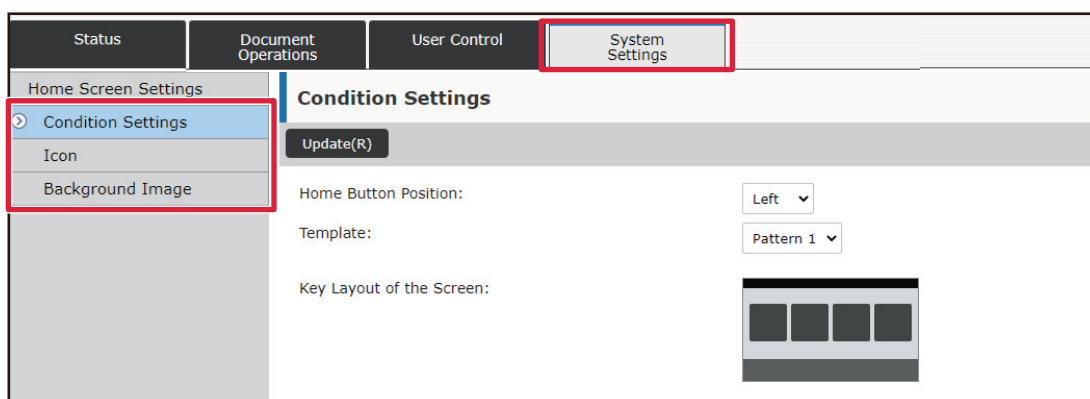 Status
Document
Operations
User Control
System
Settings
Home Screen Settings
Condition Settings
Icon
Background Image
Condition Settings
Update(R)
Home Button Position:
Left
Template:
Pattern 1
Key Layout of the Screen: